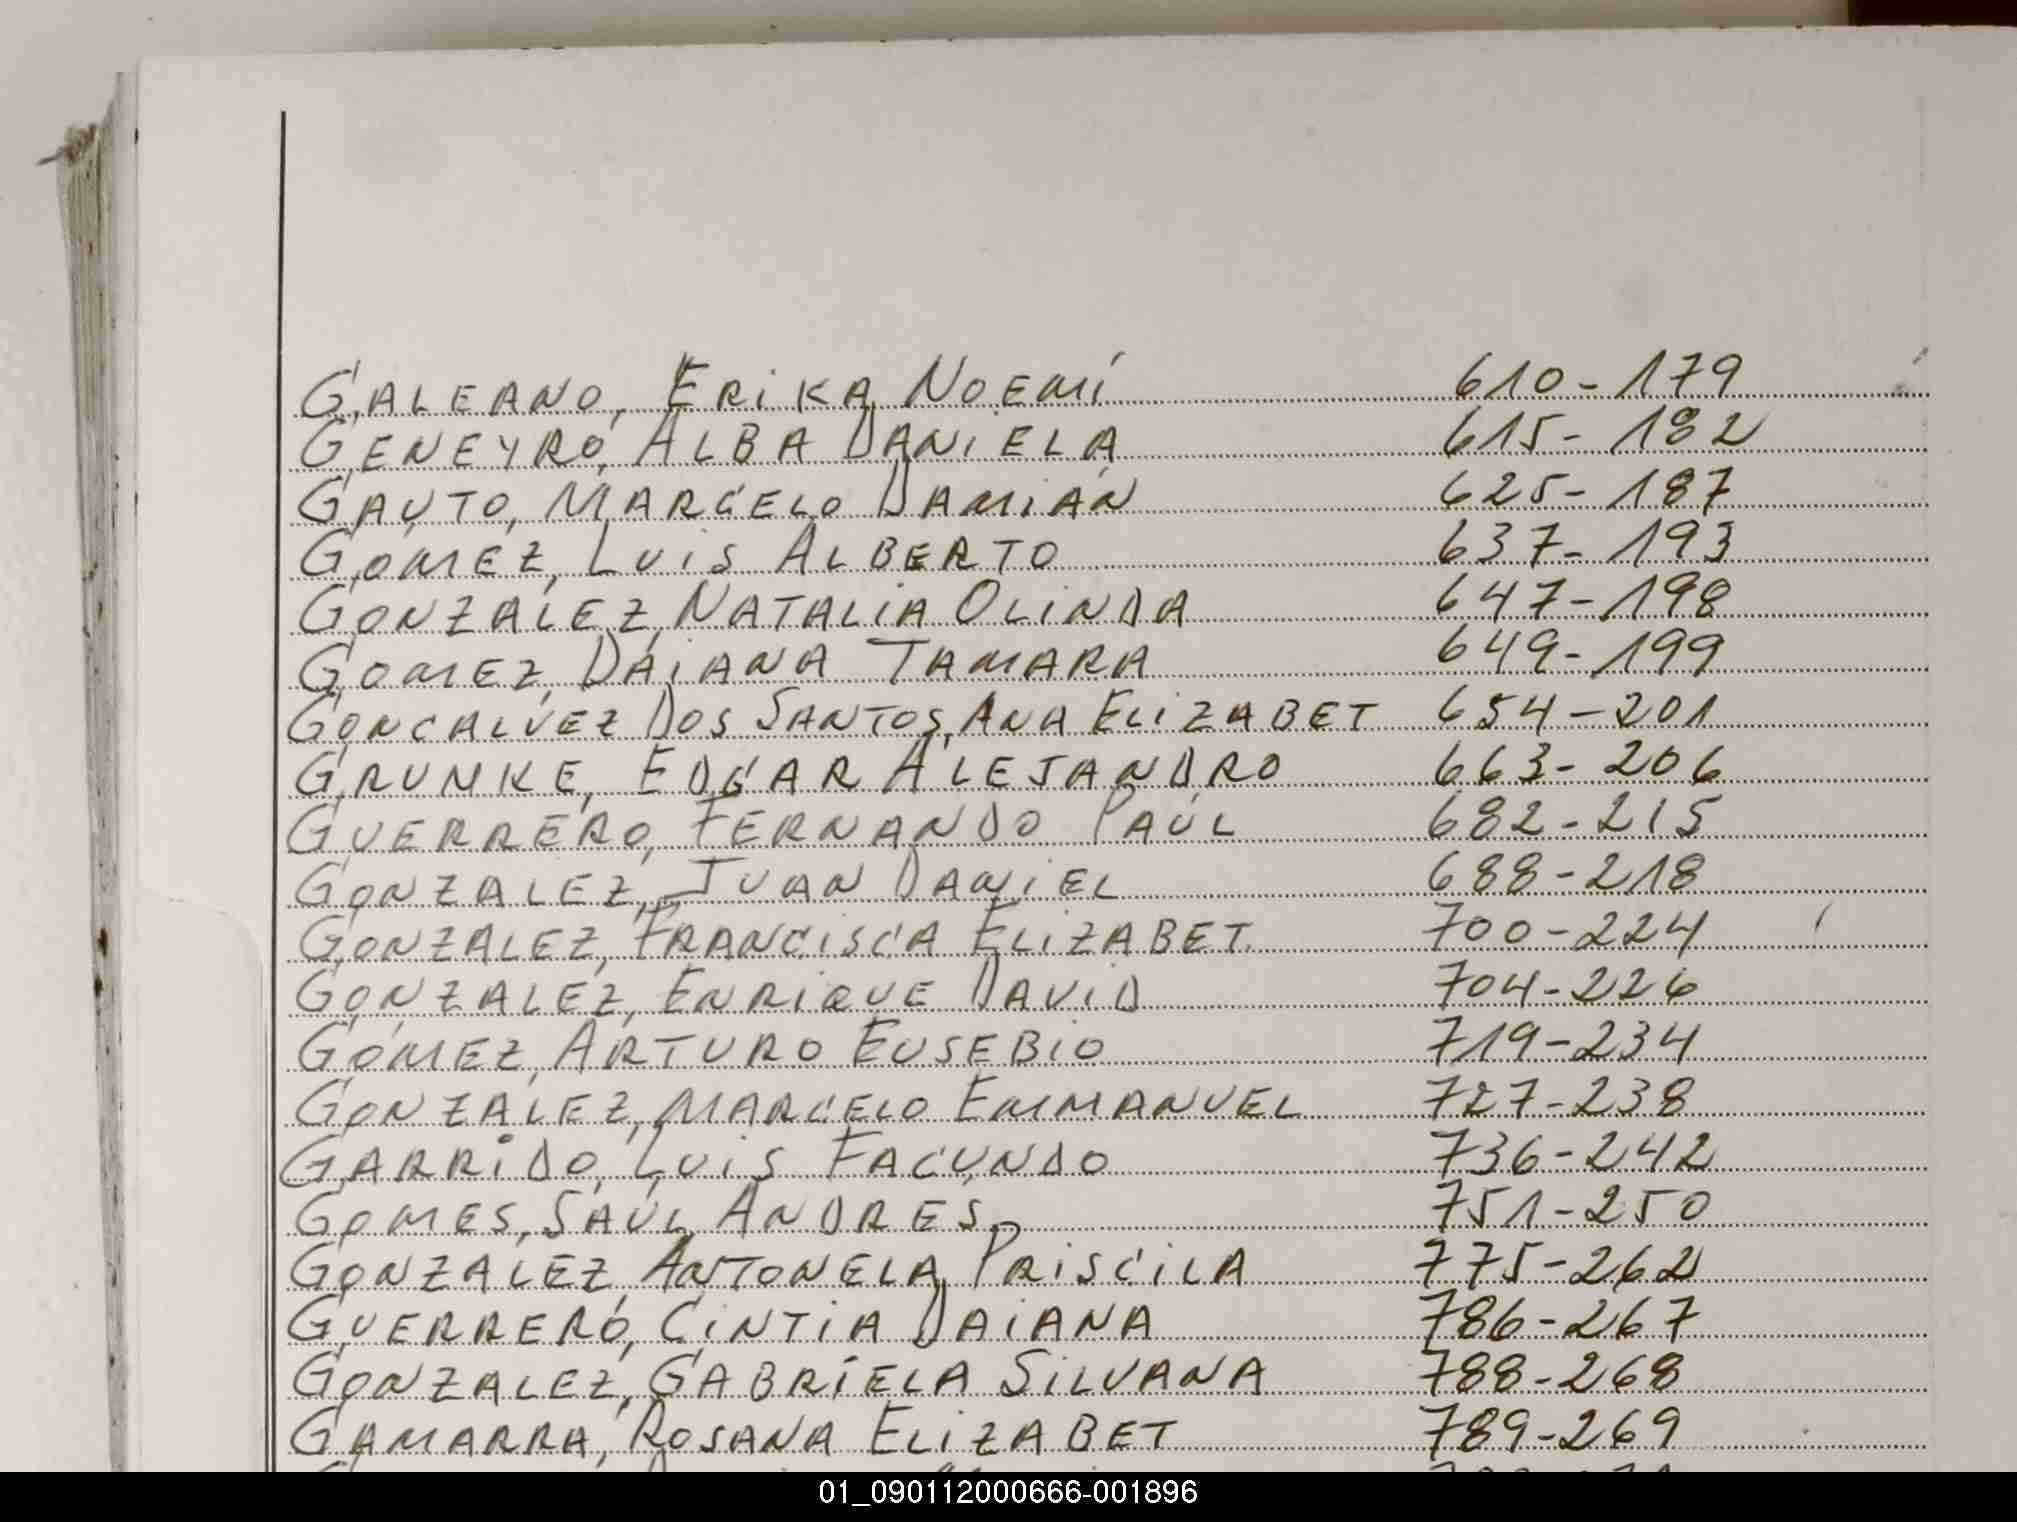 GALEANO, ERIKA NOEMÍ 610-179
GENEYRO, ALBA DANIELA 615-182
GAUTO, MARCELO DAMIÁN 625-187
GOMEZ, LUIS ALBERTO 637-193
GONZALEZ, NATALIA OLINDA 647-198
GOMEZ, DAIANA TAMARA 649-199
GONCALVEZ DOS SANTOS, ANA ELIZABET 654-201
GRUNKE, EDGAR ALEJANDRO 663-206
GUERRERO, FERNANDO PAÚL 682-215
GONZALEZ, JUAN DANIEL 688-218
GONZALEZ, FRANCISCA ELIZABET 700-224
GONZALEZ, ENRIQUE DAVID 704-226
GOMEZ, ARTURO EUSEBIO 719-234
GONZALEZ, MARCELO EMMANUEL 727-238
GARRIDO, LUIS FACUNDO 736-242
GOMES, SAÚL ANDRES 751-250
GONZALEZ, ANTONELA PRISCILA 775-262
GUERRERO, CINTIA DAIANA 786-267
GONZALEZ, GABRIELA SILVANA 788-268
GAMARRA, ROSANA ELIZABET 789-269
01_090112000666-001896